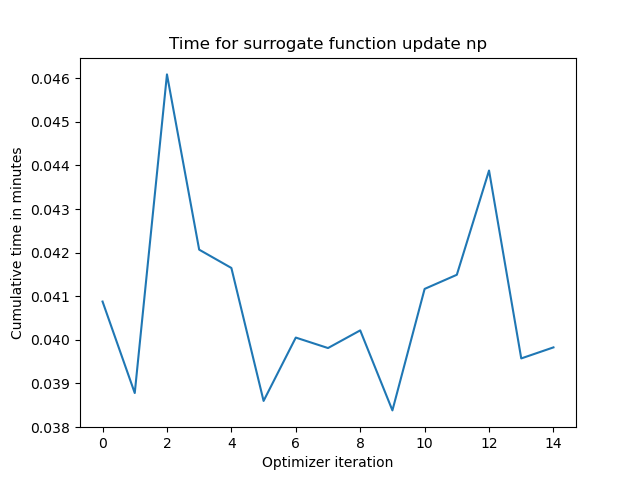 Time for surrogate function update np
Cumulative time in minutes
0.046
0.045
0.044
0.043
0.042
0.041
0.040
0.039
0.038
0 2 4 6 8 10 12 14
Optimizer iteration